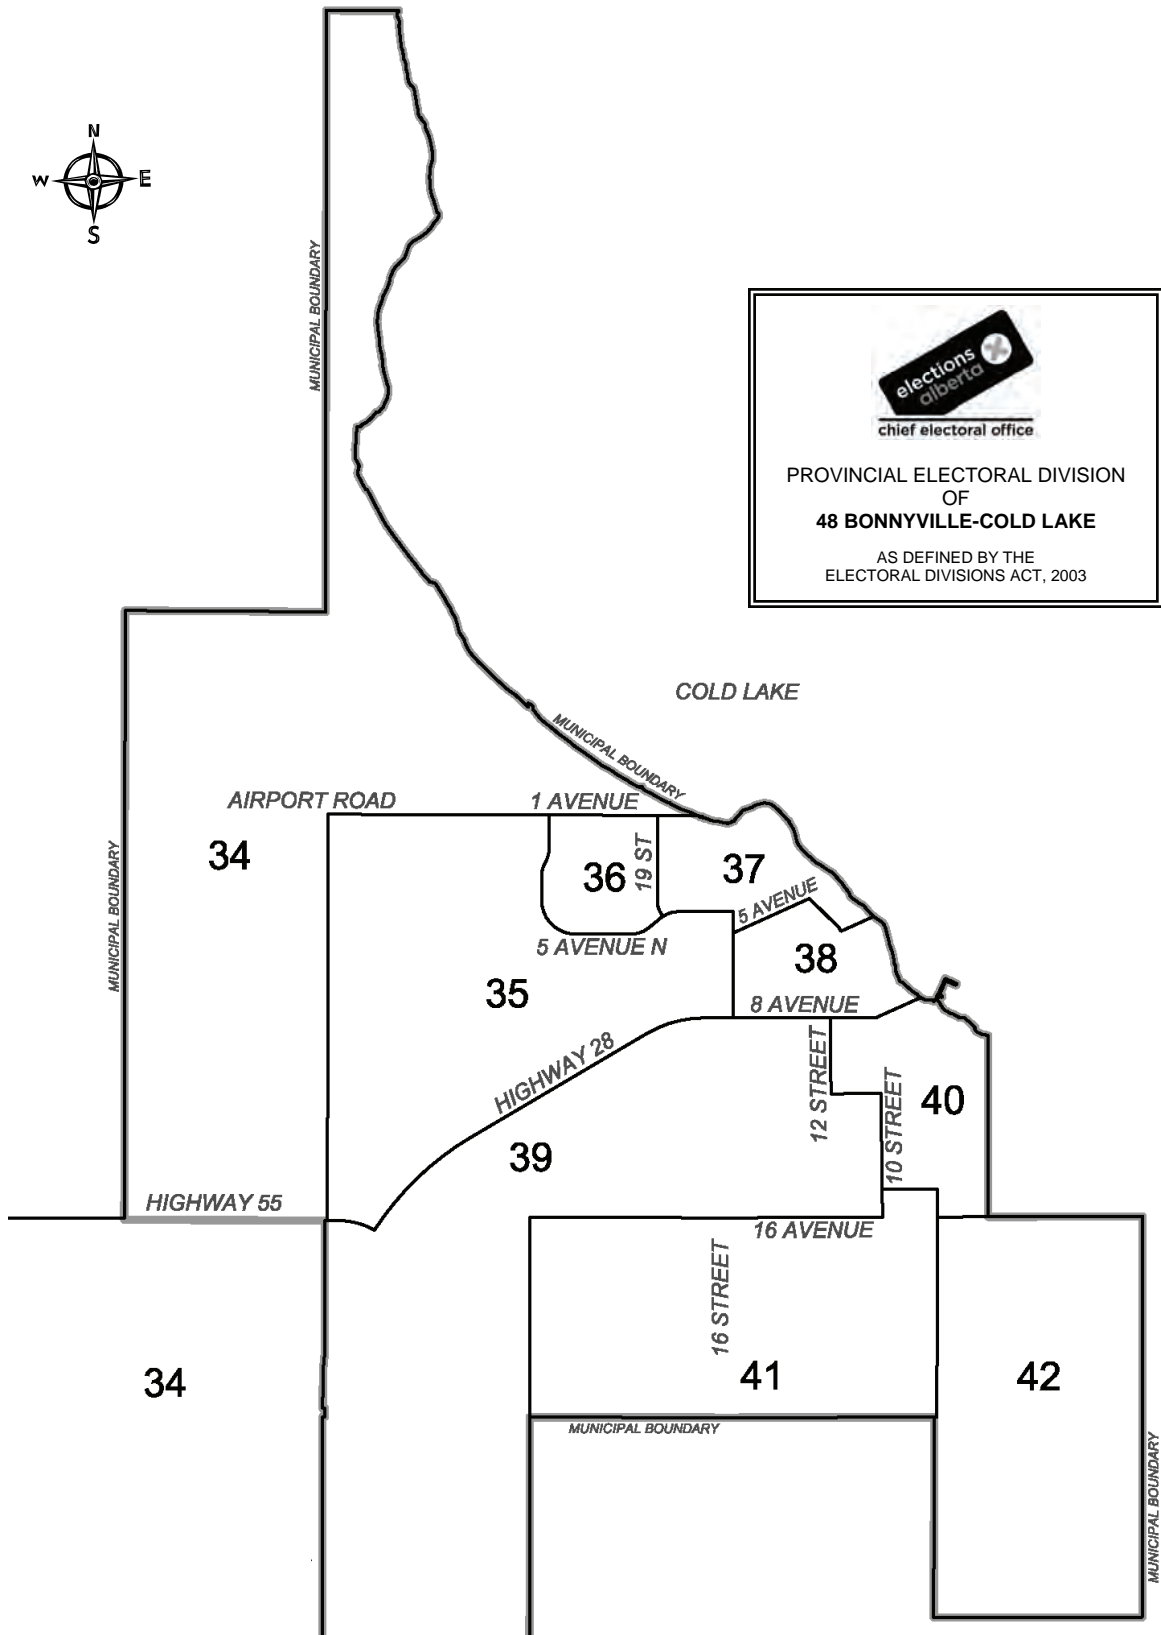 N
W E
S
MUNICIPAL BOUNDARY
elections
alberta
chief electoral office
PROVINCIAL ELECTORAL DIVISION
OF
48 BONNYVILLE-COLD LAKE
AS DEFINED BY THE
ELECTORAL DIVISIONS ACT, 2003
COLD LAKE
MUNICIPAL BOUNDARY
AIRPORT ROAD
1 AVENUE
34
36
19 ST
37
MUNICIPAL BOUNDARY
5 AVENUE
5 AVENUE N
38
35
8 AVENUE
HIGHWAY 28
12 STREET
10 STREET
40
39
HIGHWAY 55
16 AVENUE
16 STREET
34
41
42
MUNICIPAL BOUNDARY
MUNICIPAL BOUNDARY